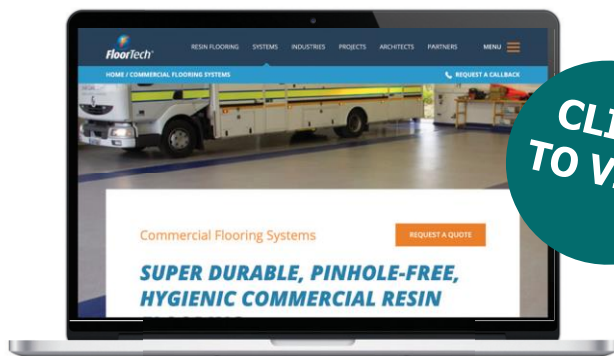 FloorTech
RESIN FLOORING SYSTEMS INDUSTRIES PROJECTS ARCHITECTS PARTNERS MENU
HOME / COMMERCIAL FLOORING SYSTEMS REQUEST A CALLBACK
Commercial Flooring Systems
REQUEST A QUOTE
SUPER DURABLE, PINHOLE-FREE,
HYGIENIC COMMERCIAL RESIN
TO